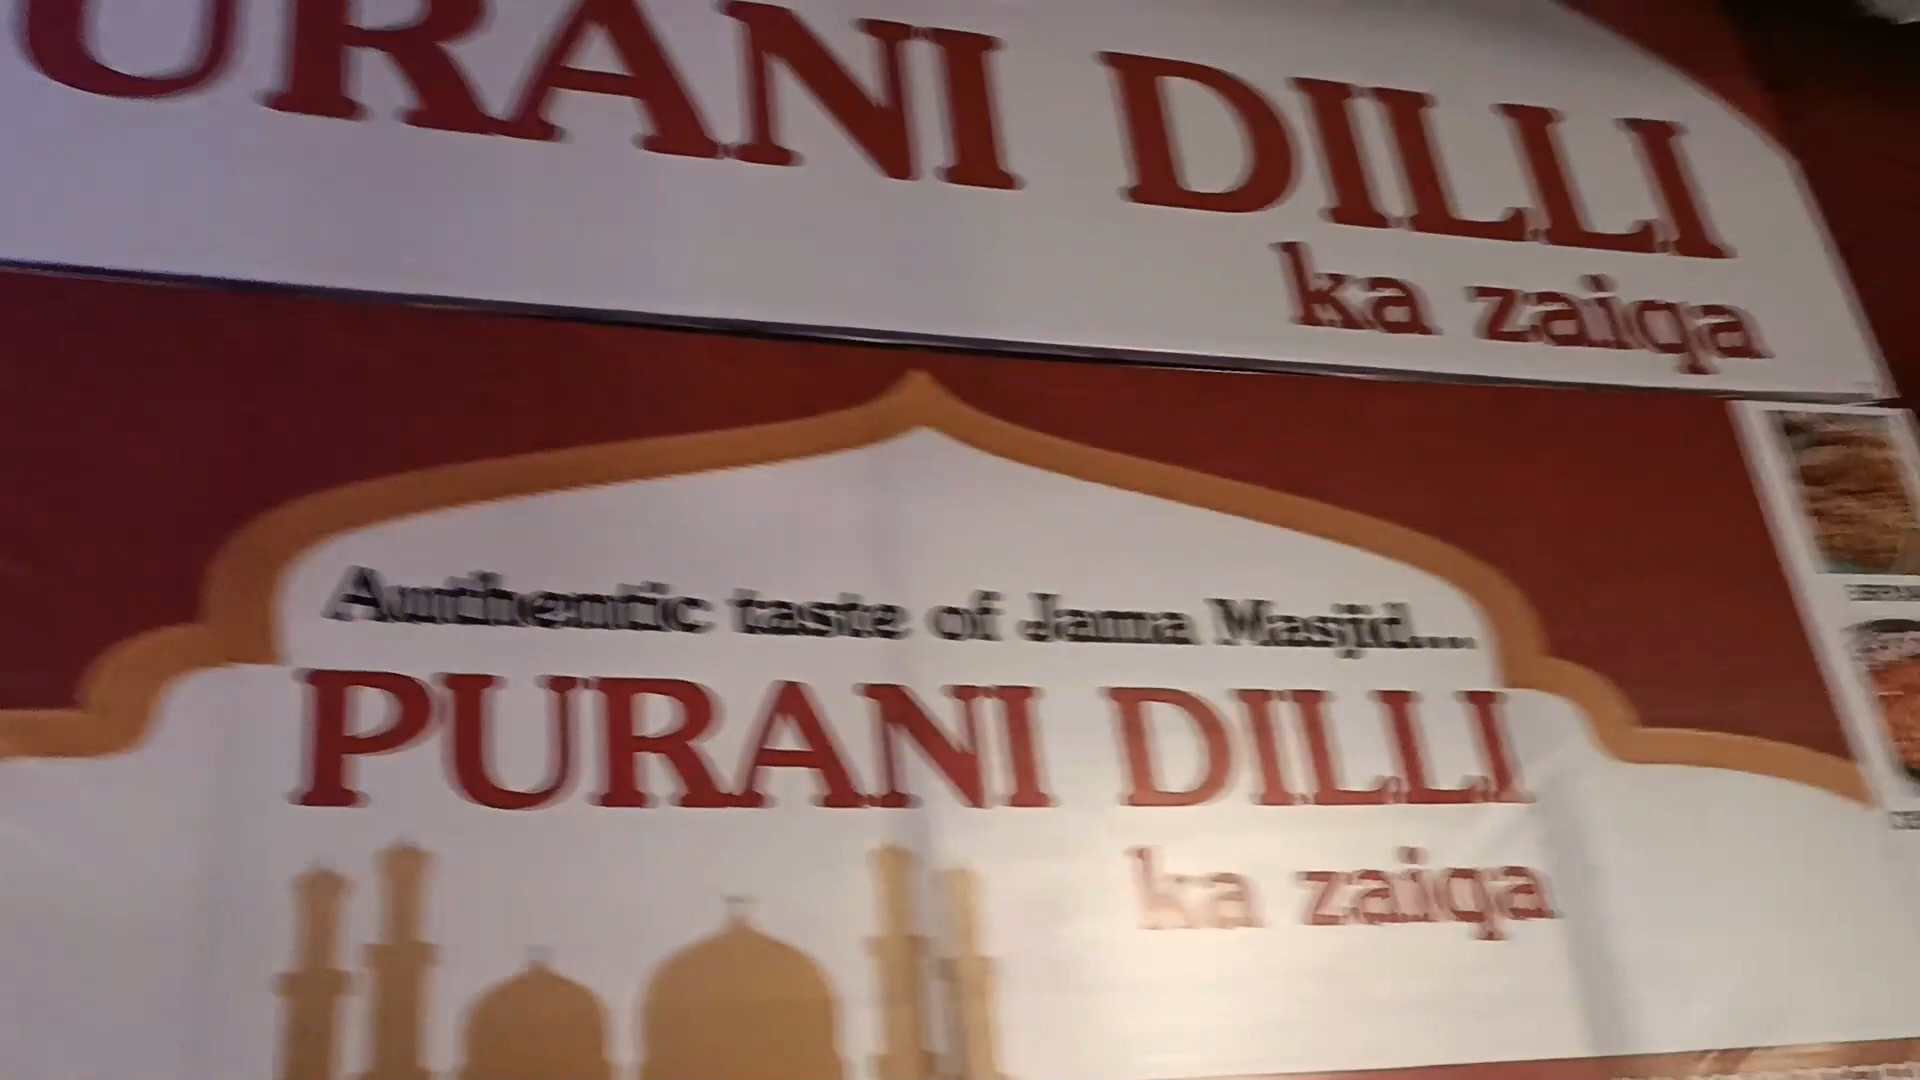 URANI DILLI
ka zaiqa
Authentic taste of Jama Masjid...
PURANI DILLI
ka zaiqa